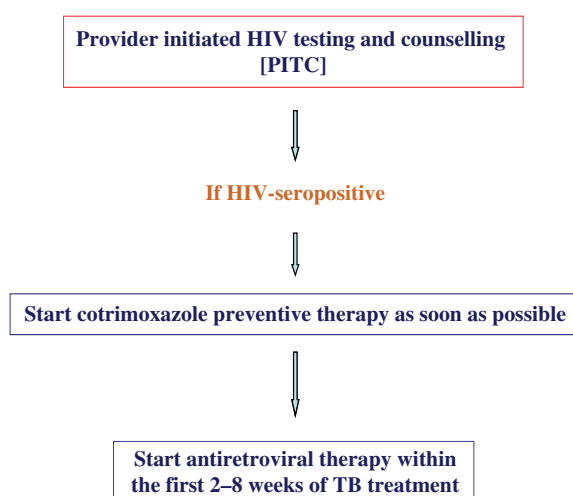 Provider initiated HIV testing and counselling
[PITC]
If HIV-seropositive
Start cotrimoxazole preventive therapy as soon as possible
Start antiretroviral therapy within
the first 2–8 weeks of TB treatment